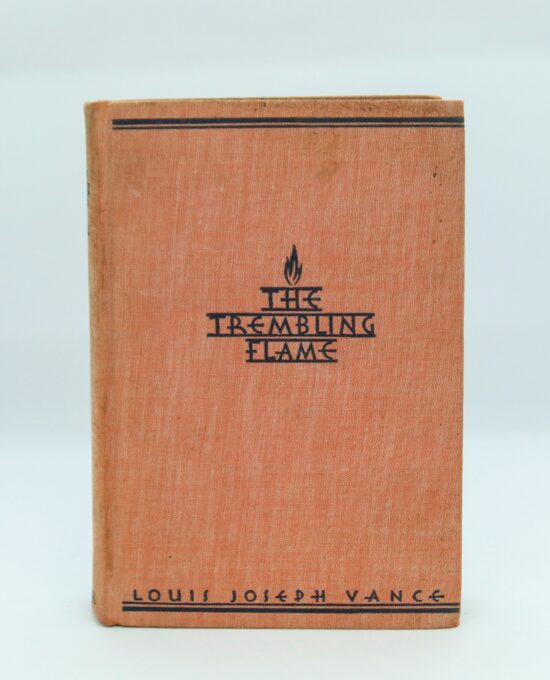 THE
TREMBLING
FLAME
LOUIS JOSEPH VANCE